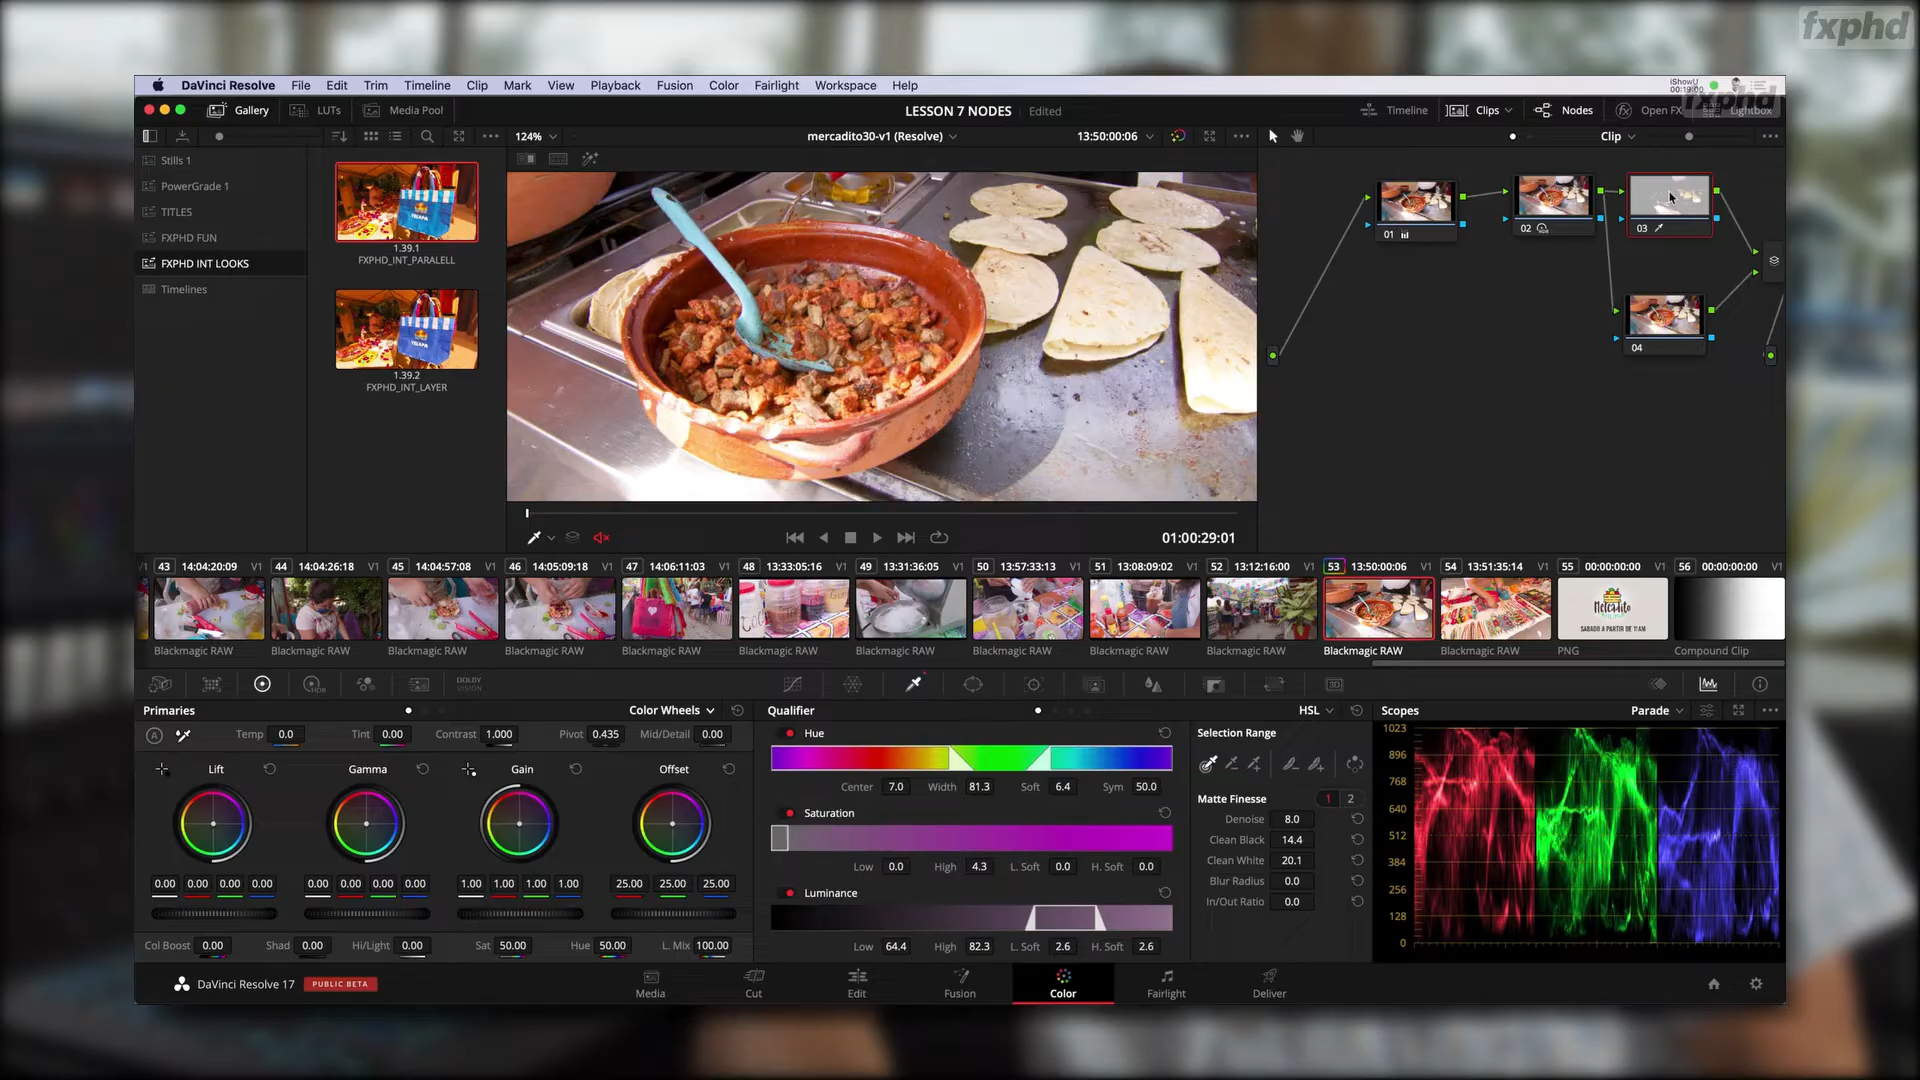 fxphd
DaVinci Resolve File Edit Trim Timeline Clip Mark View Playback Fusion Color Fairlight Workspace Help
iShowU
00:19:00
Gallery LUTs Media Pool LESSON 7 NODES Edited Timeline Clips Nodes Open FX Lightbox
fxphd
124% mercadito30-v1 (Resolve) 13:50:00:06 Clip
Stills 1
PowerGrade 1
TITLES
FXPHD FUN
FXPHD INT LOOKS
Timelines
1.39.1
FXPHD_INT_PARALELL
1.39.2
FXPHD_INT_LAYER
01
02
03
04
01:00:29:01
V1 43 14:04:20:09 V1 44 14:04:26:18 V1 45 14:04:57:08 V1 46 14:05:09:18 V1 47 14:06:11:03 V1 48 13:33:05:16 V1 49 13:31:36:05 V1 50 13:57:33:13 V1 51 13:08:09:02 V1 52 13:12:16:00 V1 53 13:50:00:06 V1 54 13:51:35:14 V1 55 00:00:00:00 V1 56 00:00:00:00 V1
Mercadito
SABADO A PARTIR DE 11AM
Blackmagic RAW Blackmagic RAW Blackmagic RAW Blackmagic RAW Blackmagic RAW Blackmagic RAW Blackmagic RAW Blackmagic RAW Blackmagic RAW Blackmagic RAW Blackmagic RAW Blackmagic RAW PNG Compound Clip
HDR DOLBY VISION 3D
Primaries Color Wheels Qualifier HSL Scopes Parade
A Temp 0.0 Tint 0.00 Contrast 1.000 Pivot 0.435 Mid/Detail 0.00
Lift Gamma Gain Offset
0.00 0.00 0.00 0.00 0.00 0.00 0.00 0.00 1.00 1.00 1.00 1.00 25.00 25.00 25.00
Col Boost 0.00 Shad 0.00 Hi/Light 0.00 Sat 50.00 Hue 50.00 L. Mix 100.00
Hue
Center 7.0 Width 81.3 Soft 6.4 Sym 50.0
Saturation
Low 0.0 High 4.3 L. Soft 0.0 H. Soft 0.0
Luminance
Low 64.4 High 82.3 L. Soft 2.6 H. Soft 2.6
Selection Range
Matte Finesse 1 2
Denoise 8.0
Clean Black 14.4
Clean White 20.1
Blur Radius 0.0
In/Out Ratio 0.0
1023
896
768
640
512
384
256
128
0
DaVinci Resolve 17 PUBLIC BETA
Media Cut Edit Fusion Color Fairlight Deliver